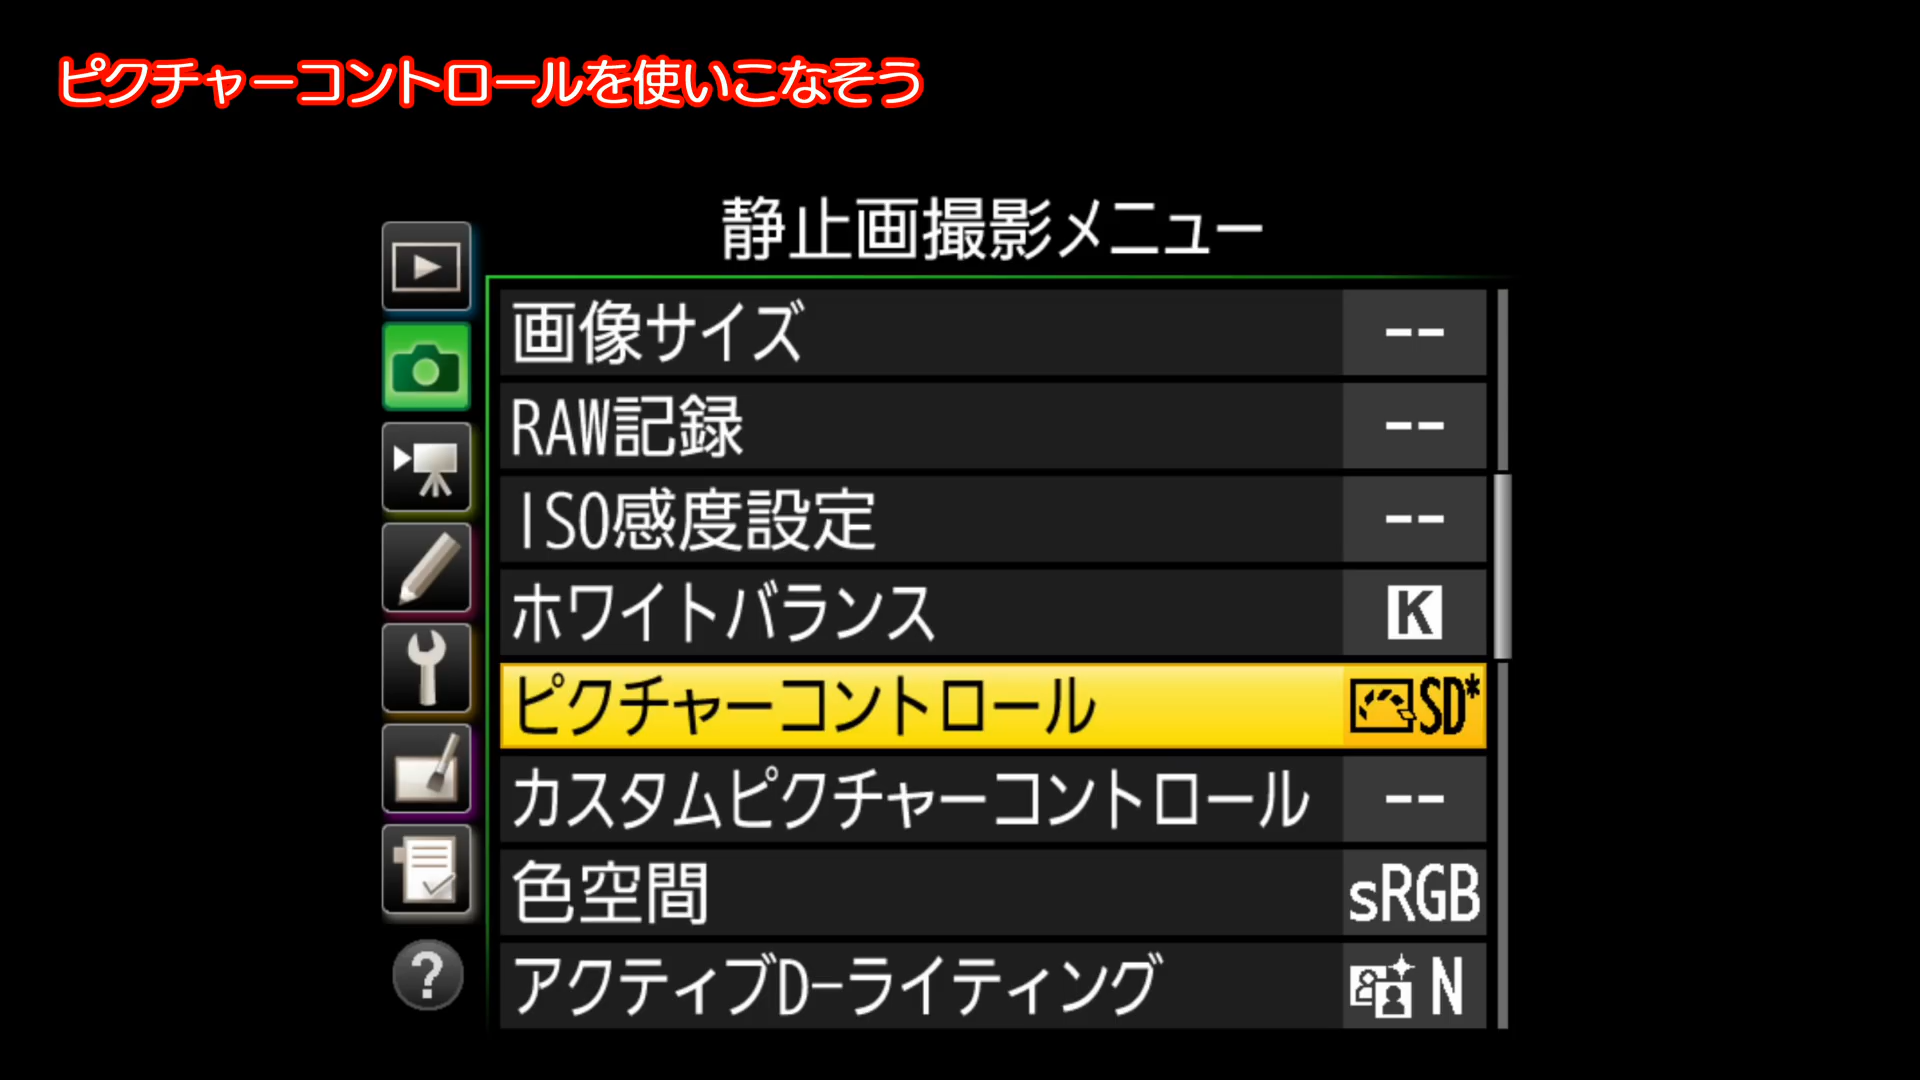 ピクチャーコントロールを使いこなそう
静止画撮影メニュー
画像サイズ --
RAW記録 --
ISO感度設定 --
ホワイトバランス K
ピクチャーコントロール SD*
カスタムピクチャーコントロール --
色空間 sRGB
アクティブD-ライティング N
?